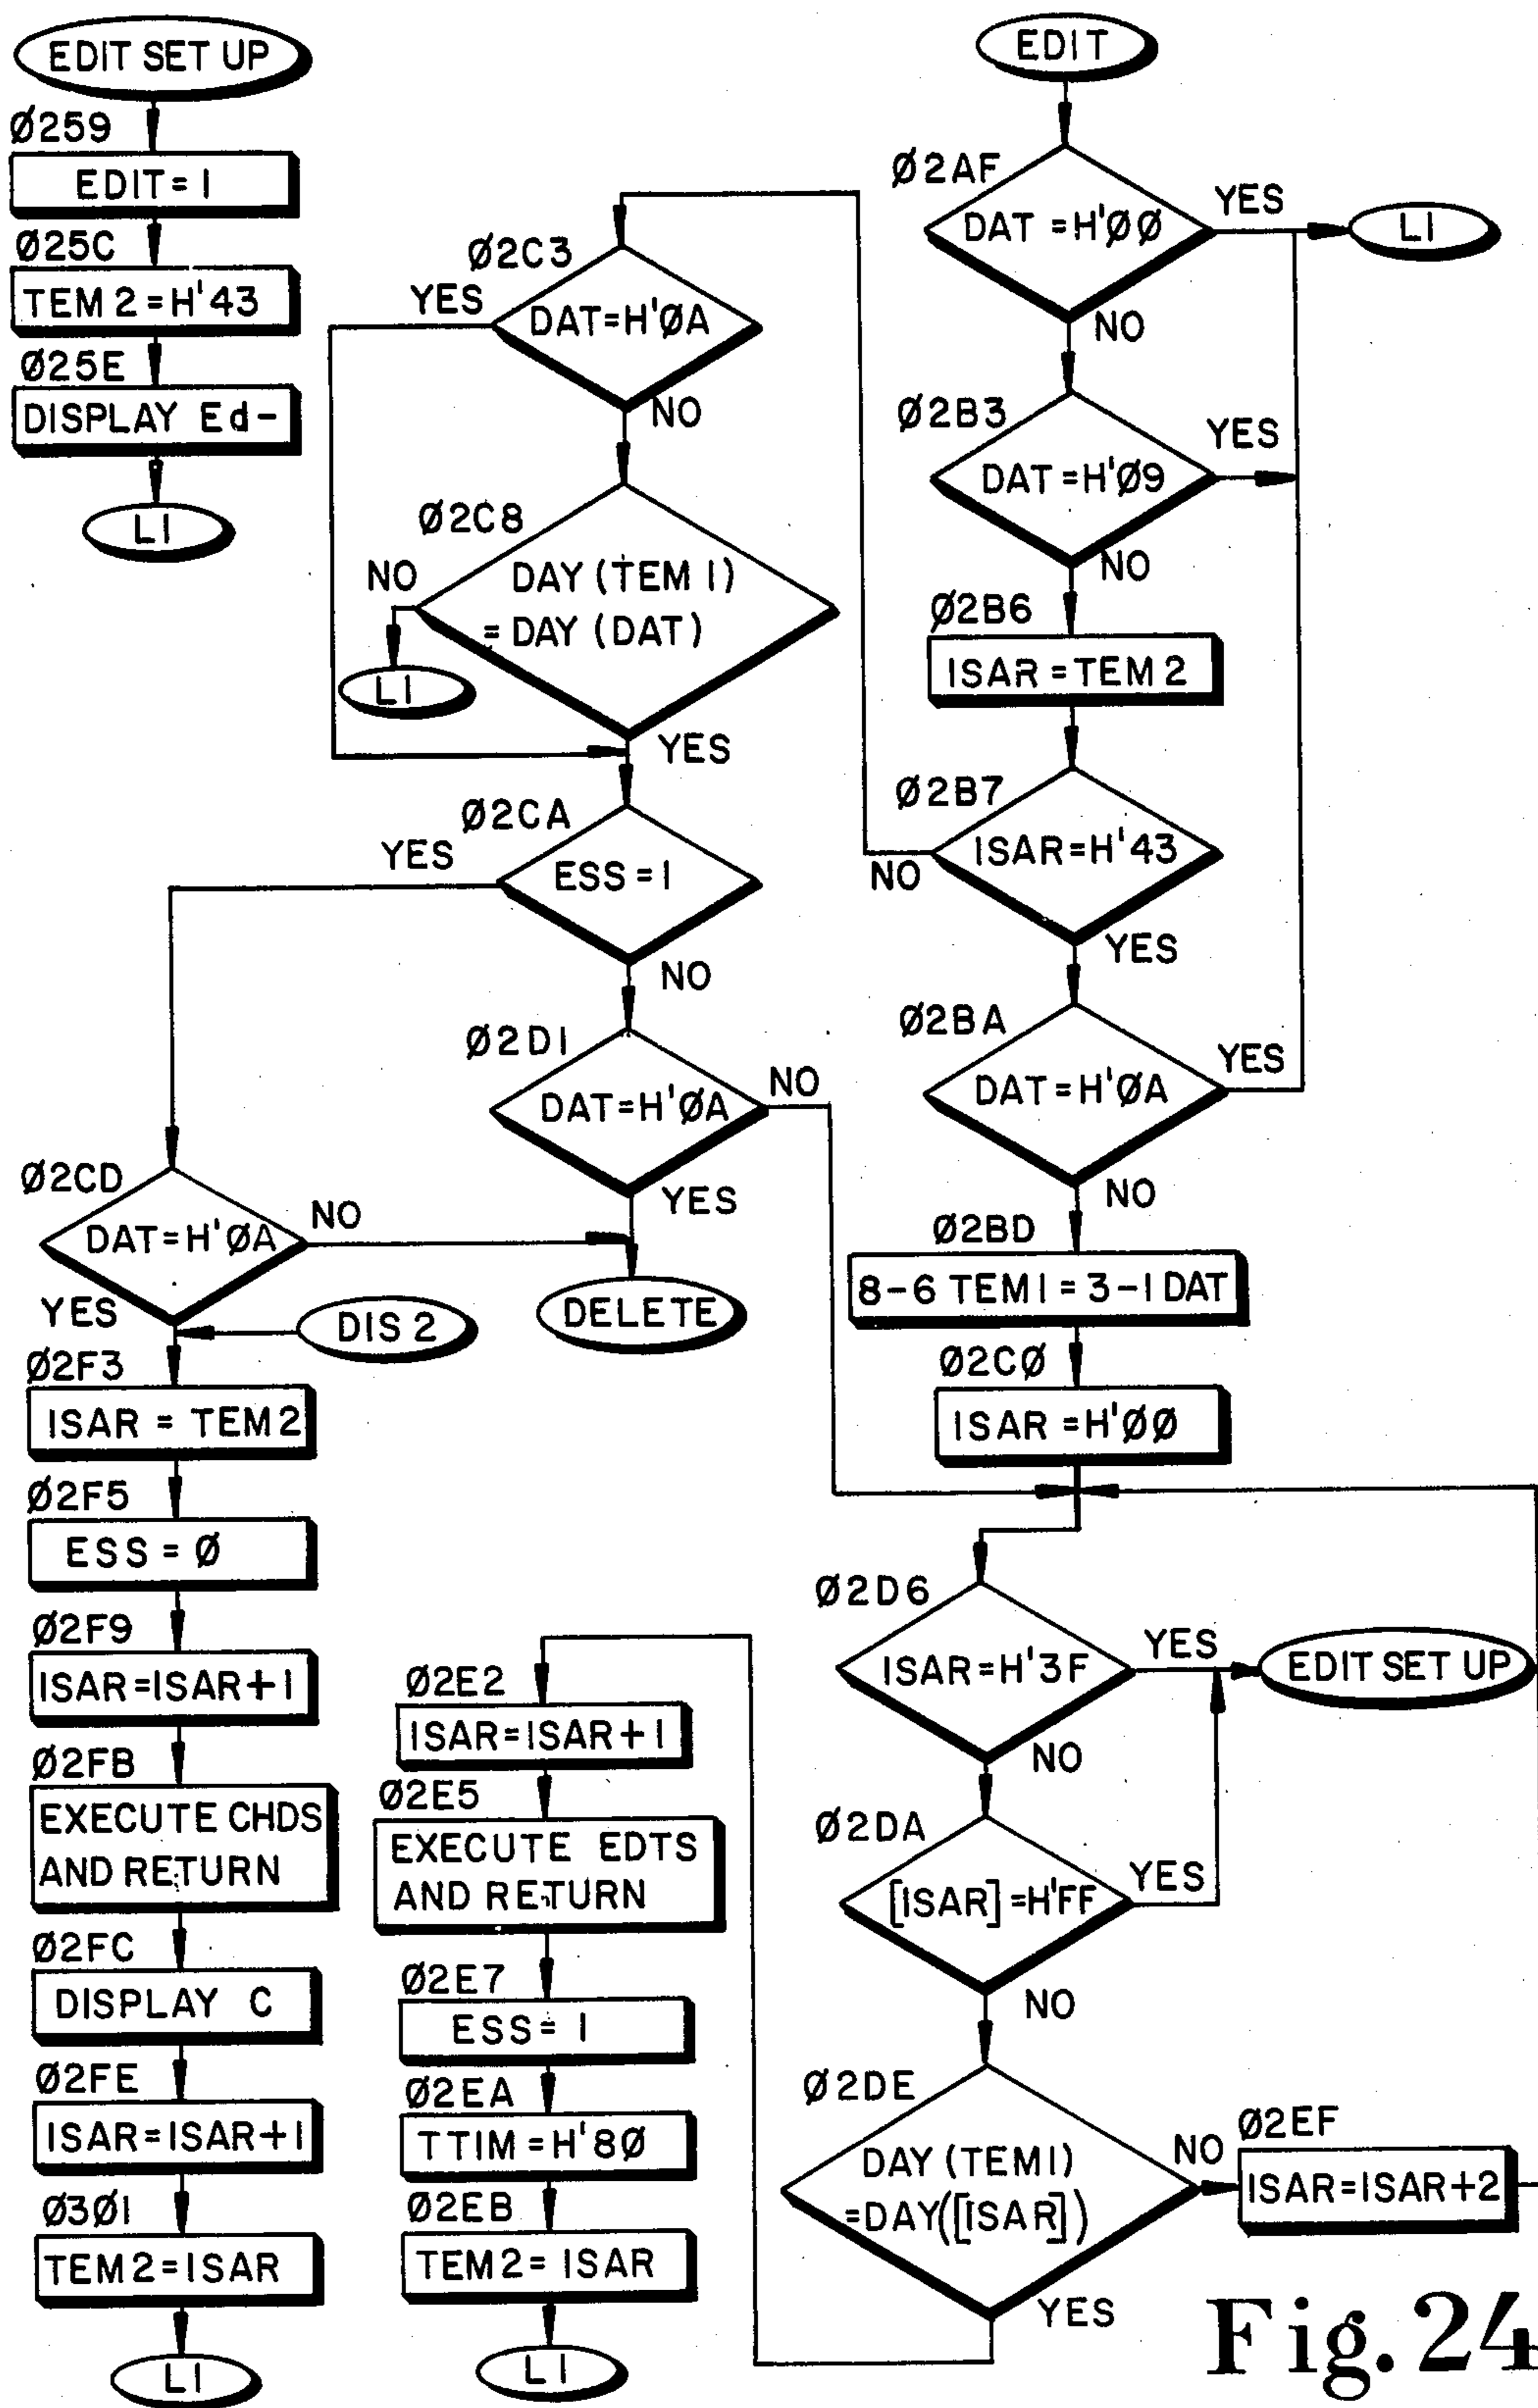 EDIT SET UP
Ø259
EDIT = 1
Ø25C
TEM 2 = H'43
Ø25E
DISPLAY Ed-
L1
EDIT
Ø2AF
DAT = H'ØØ
YES
L1
NO
Ø2B3
DAT = H'Ø9
YES
NO
Ø2B6
ISAR = TEM 2
Ø2B7
ISAR = H'43
NO
YES
Ø2BA
DAT = H'ØA
YES
NO
Ø2BD
8-6 TEM1 = 3-1 DAT
Ø2CØ
ISAR = H'ØØ
Ø2C3
YES
DAT = H'ØA
NO
Ø2C8
NO
DAY (TEM 1)
= DAY (DAT)
L1
YES
Ø2CA
YES
ESS = 1
NO
Ø2D1
DAT = H'ØA
NO
YES
DELETE
Ø2CD
DAT = H'ØA
NO
YES
DIS 2
Ø2F3
ISAR = TEM 2
Ø2F5
ESS = Ø
Ø2F9
ISAR = ISAR + 1
Ø2FB
EXECUTE CHDS
AND RETURN
Ø2FC
DISPLAY C
Ø2FE
ISAR = ISAR + 1
Ø3Ø1
TEM 2 = ISAR
L1
Ø2E2
ISAR = ISAR + 1
Ø2E5
EXECUTE EDTS
AND RETURN
Ø2E7
ESS = 1
Ø2EA
TTIM = H'8Ø
Ø2EB
TEM 2 = ISAR
L1
Ø2D6
ISAR = H'3F
YES
EDIT SET UP
NO
Ø2DA
[ISAR] = H'FF
YES
NO
Ø2DE
DAY (TEM1)
= DAY ([ISAR])
NO
YES
Ø2EF
ISAR = ISAR + 2
Fig. 24